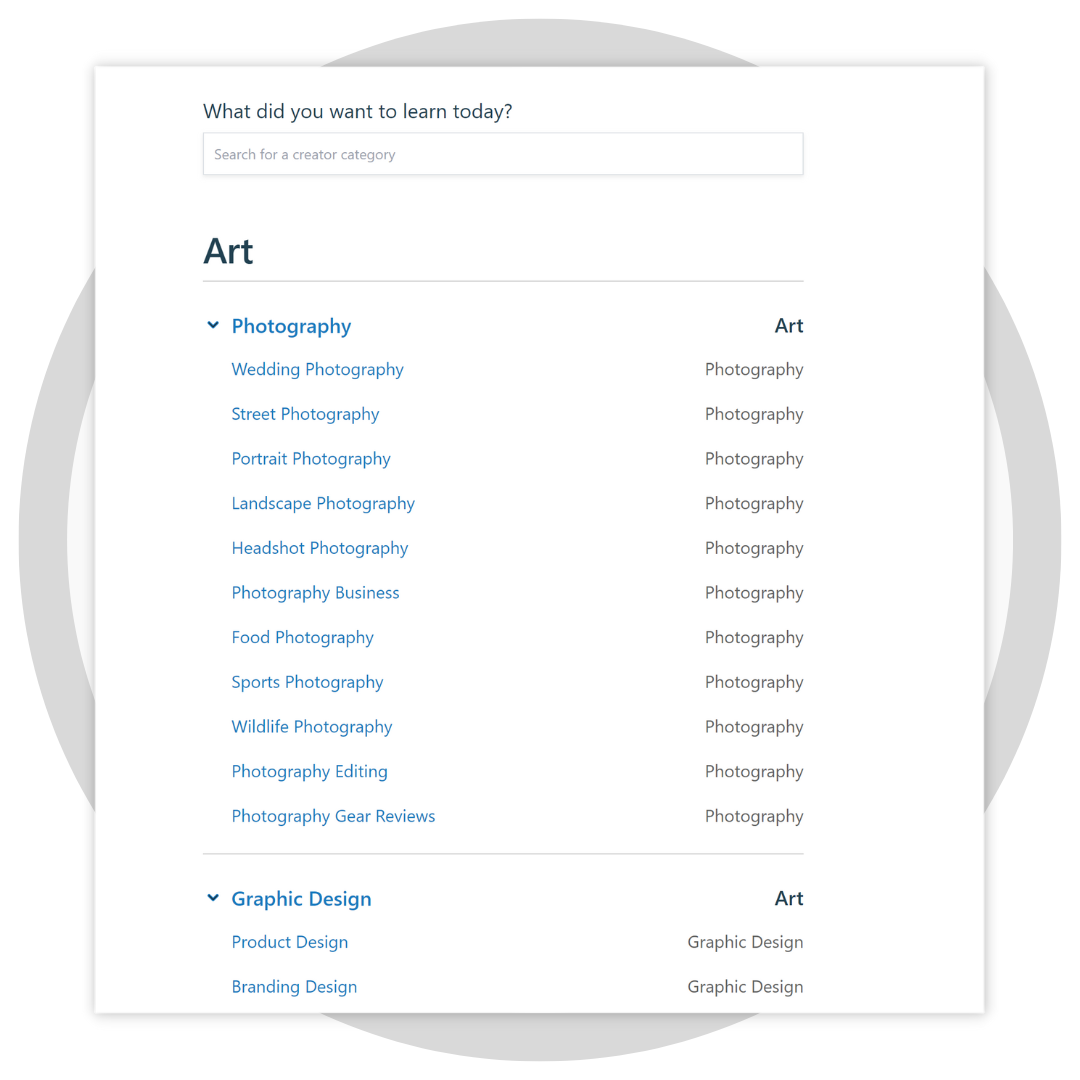 What did you want to learn today?
Search for a creator category
Art
Photography Art
Wedding Photography Photography
Street Photography Photography
Portrait Photography Photography
Landscape Photography Photography
Headshot Photography Photography
Photography Business Photography
Food Photography Photography
Sports Photography Photography
Wildlife Photography Photography
Photography Editing Photography
Photography Gear Reviews Photography
Graphic Design Art
Product Design Graphic Design
Branding Design Graphic Design